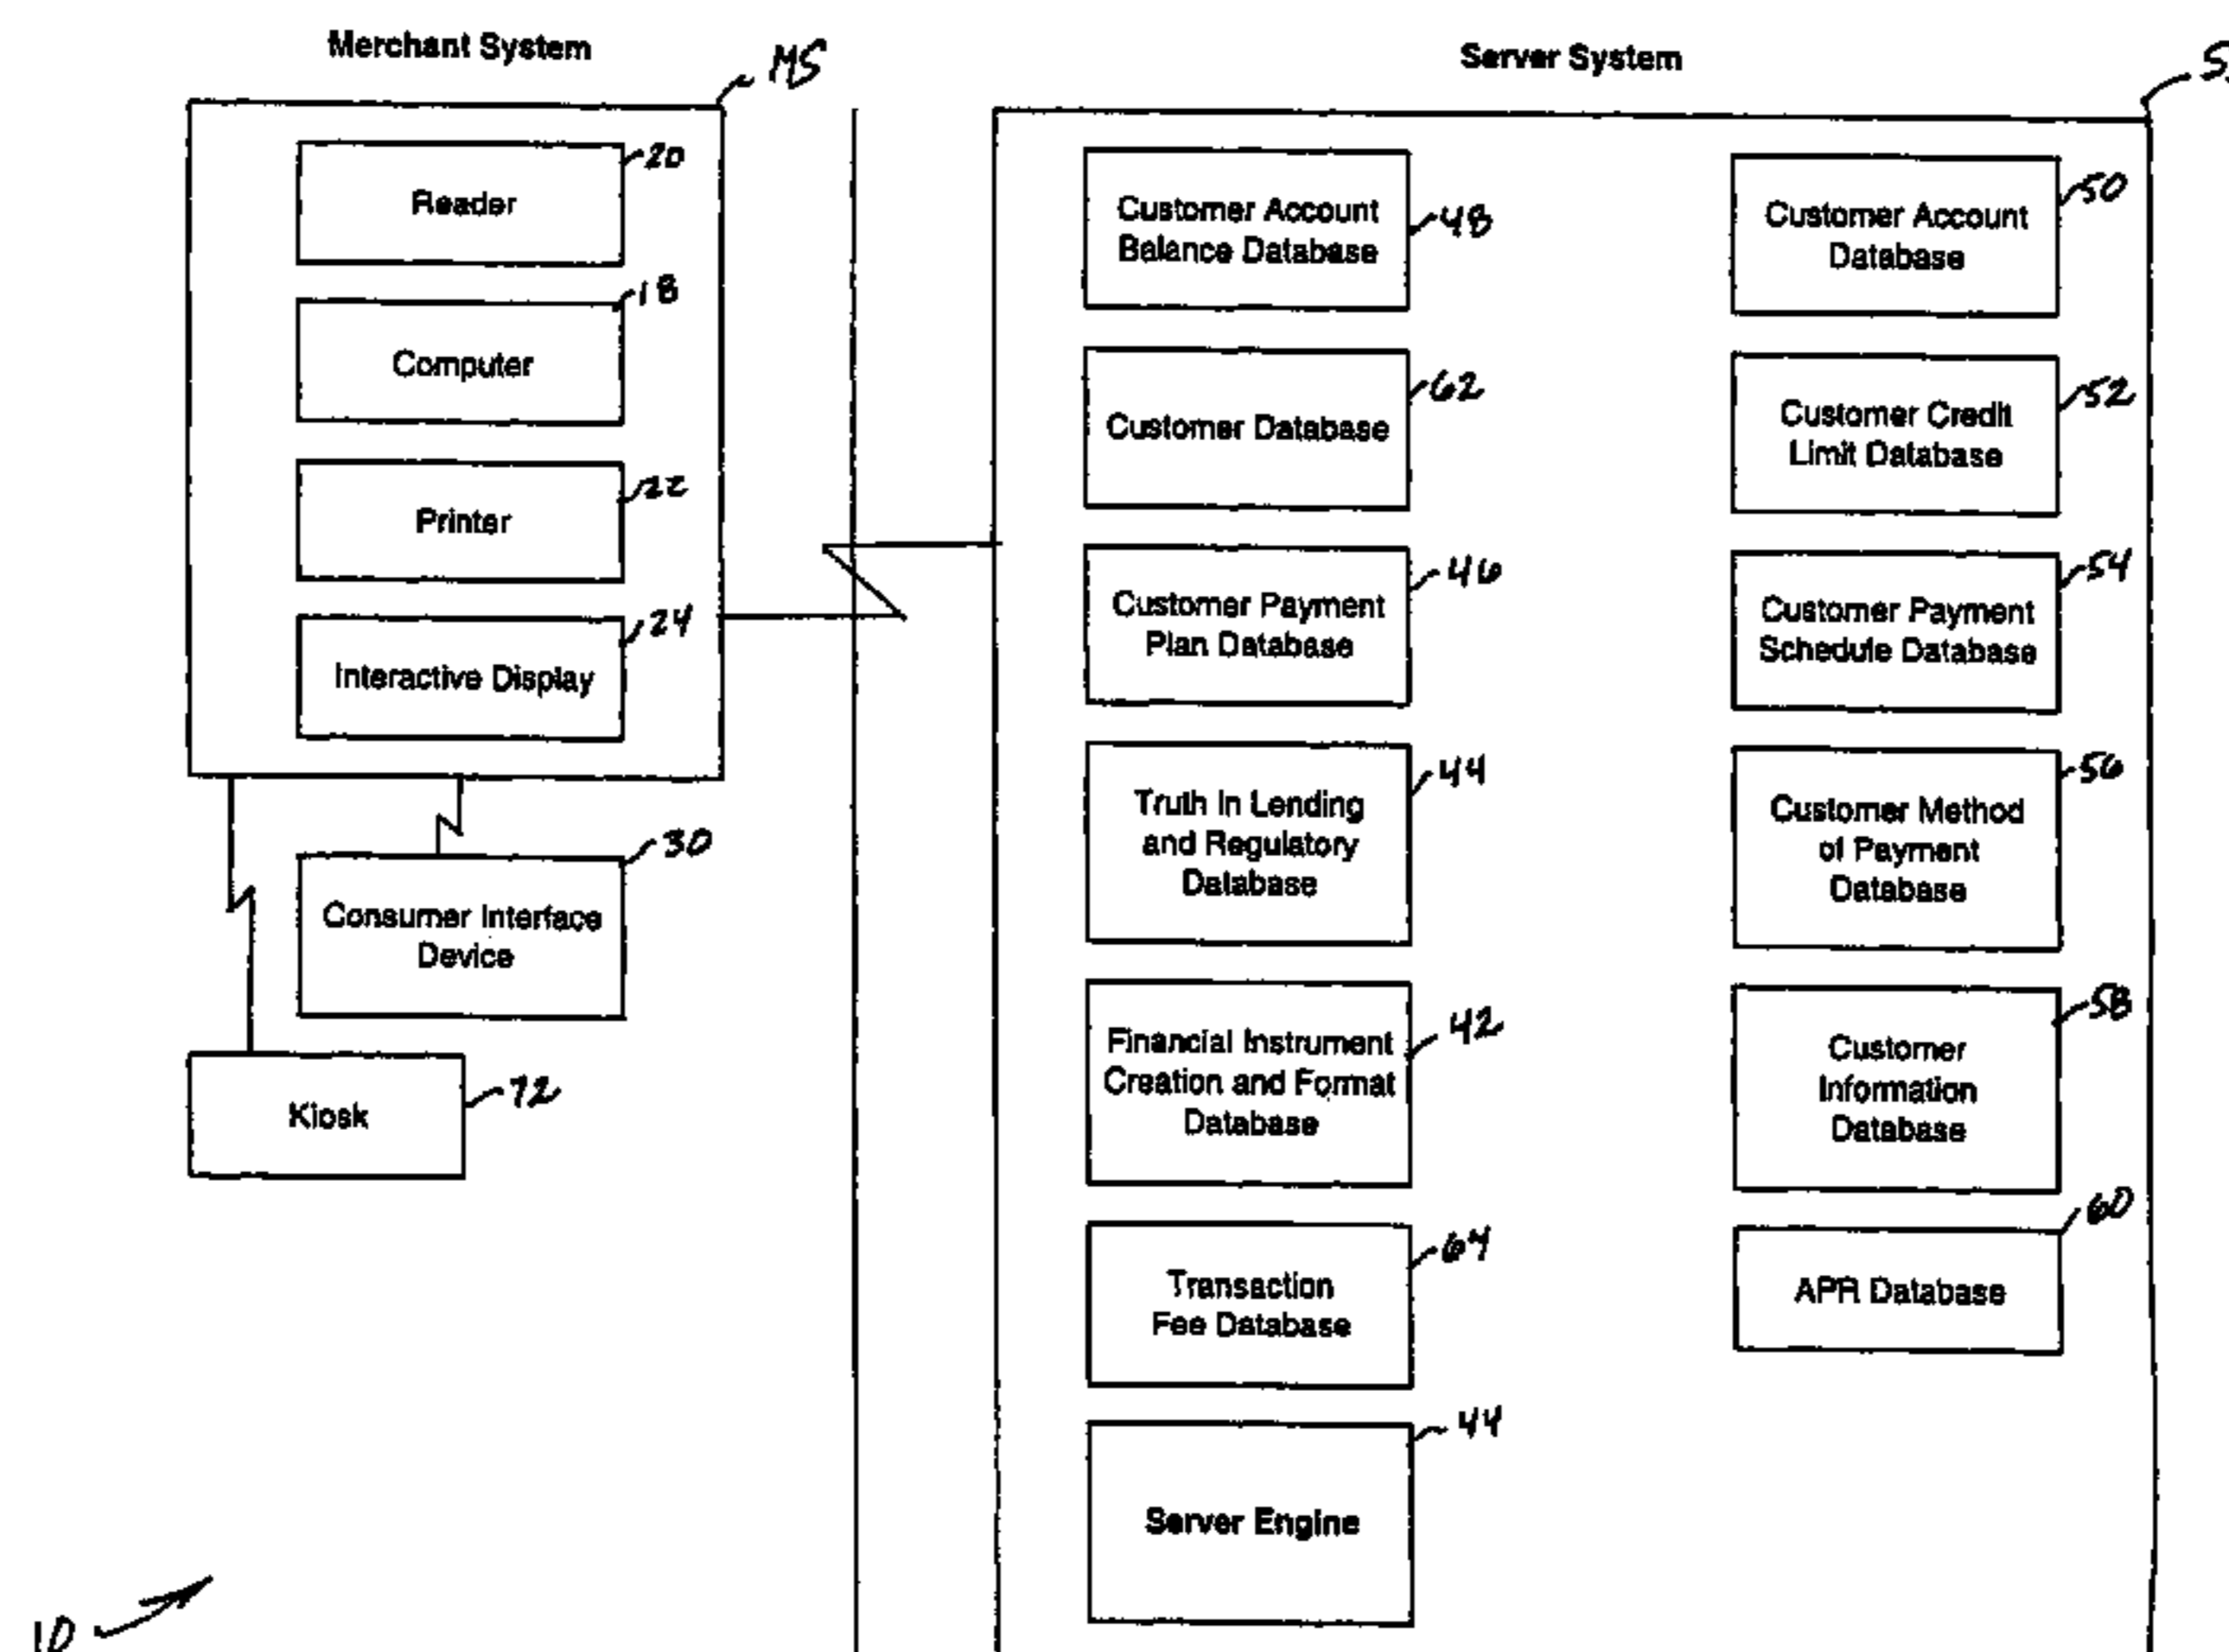 Merchant System
MS
Reader
20
Computer
18
Printer
22
Interactive Display
24
Consumer Interface
Device
30
Kiosk
72
10
Server System
Customer Account
Balance Database
48
Customer Account
Database
50
Customer Database
62
Customer Credit
Limit Database
52
Customer Payment
Plan Database
46
Customer Payment
Schedule Database
54
Truth In Lending
and Regulatory
Database
44
Customer Method
of Payment
Database
56
Financial Instrument
Creation and Format
Database
42
Customer
Information
Database
58
Transaction
Fee Database
64
APR Database
60
Server Engine
44